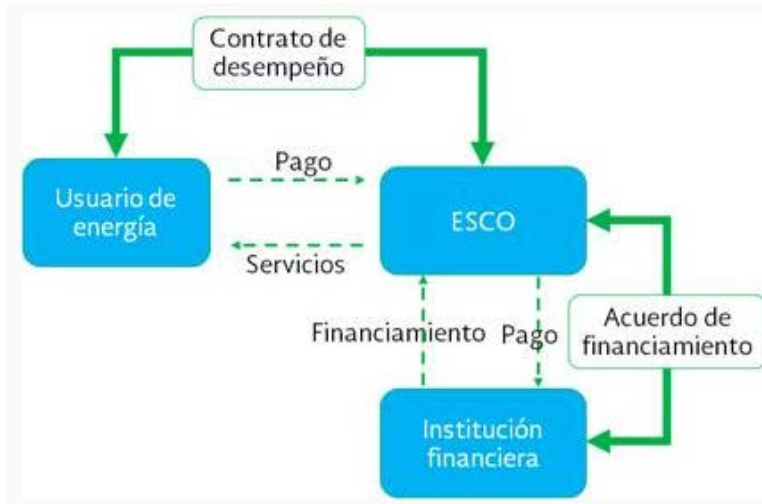 Contrato de
desempeño
Pago
Usuario de
energía
ESCO
Servicios
Financiamiento
Pago
Acuerdo de
financiamiento
Institución
financiera